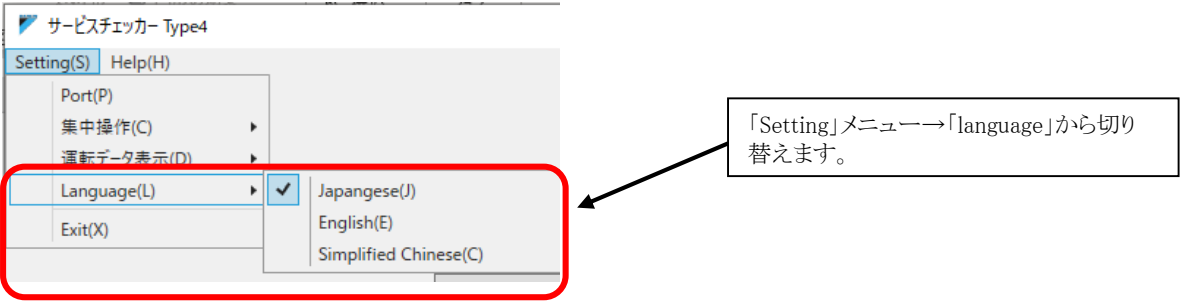 サービスチェッカー Type4
Setting(S) Help(H)
Port(P)
集中操作(C)
運転データ表示(D)
Language(L)
Japangese(J)
English(E)
Simplified Chinese(C)
Exit(X)
「Setting」メニュー→「language」から切り
替えます。